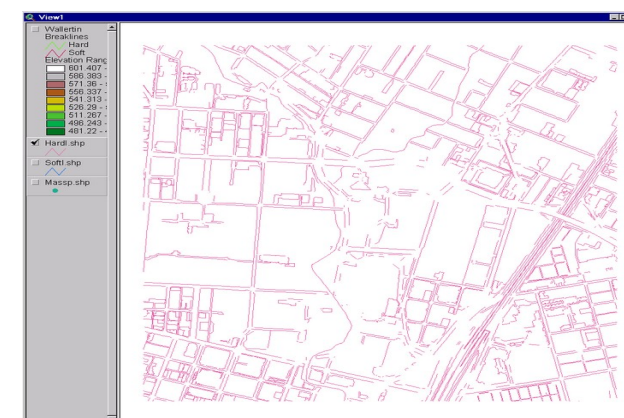 View1
Wallertin
Breaklines
Hard
Soft
Elevation Rang
601.407 -
586.383 -
571.36 - :
556.337 -
541.313 -
526.29 - :
511.267 -
496.243 -
481.22 - -
Hardl.shp
Softl.shp
Massp.shp